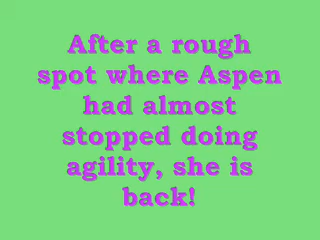 After a rough
spot where Aspen
had almost
stopped doing
agility, she is
back!